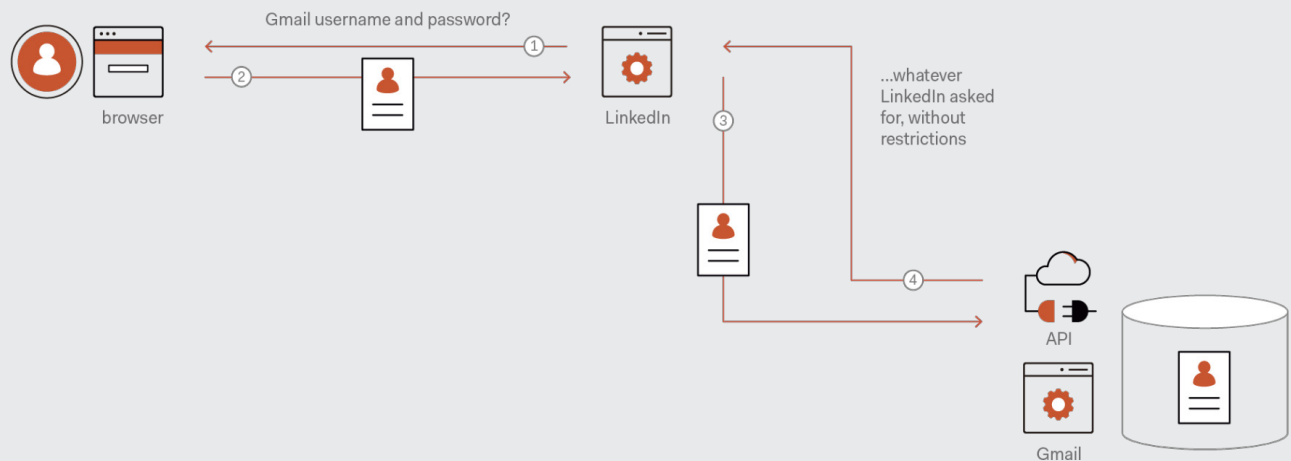 Gmail username and password?
1
2
browser
LinkedIn
3
...whatever
LinkedIn asked
for, without
restrictions
4
API
Gmail